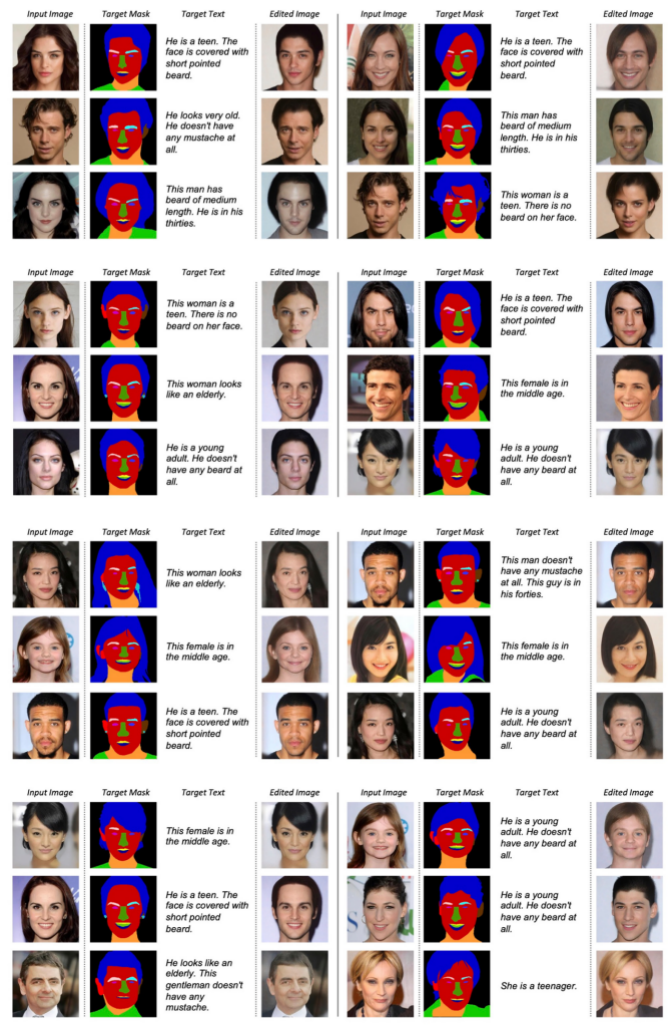 Input Image Target Mask Target Text Edited Image Input Image Target Mask Target Text Edited Image
He is a teen. The
face is covered with
short pointed
beard.
He is a teen. The
face is covered with
short pointed
beard.
He looks very old.
He doesn't have
any mustache at
all.
This man has
beard of medium
length. He is in his
thirties.
This man has
beard of medium
length. He is in his
thirties.
This woman is a
teen. There is no
beard on her face.
Input Image Target Mask Target Text Edited Image Input Image Target Mask Target Text Edited Image
This woman is a
teen. There is no
beard on her face.
He is a teen. The
face is covered with
short pointed
beard.
This woman looks
like an elderly.
This female is in
the middle age.
He is a young
adult. He doesn't
have any beard at
all.
He is a young
adult. He doesn't
have any beard at
all.
Input Image Target Mask Target Text Edited Image Input Image Target Mask Target Text Edited Image
This woman looks
like an elderly.
This man doesn't
have any mustache
at all. This guy is in
his forties.
This female is in
the middle age.
This female is in
the middle age.
He is a teen. The
face is covered with
short pointed
beard.
He is a young
adult. He doesn't
have any beard at
all.
Input Image Target Mask Target Text Edited Image Input Image Target Mask Target Text Edited Image
This female is in
the middle age.
He is a young
adult. He doesn't
have any beard at
all.
He is a teen. The
face is covered with
short pointed
beard.
He is a young
adult. He doesn't
have any beard at
all.
He looks like an
elderly. This
gentleman doesn't
have any
mustache.
She is a teenager.